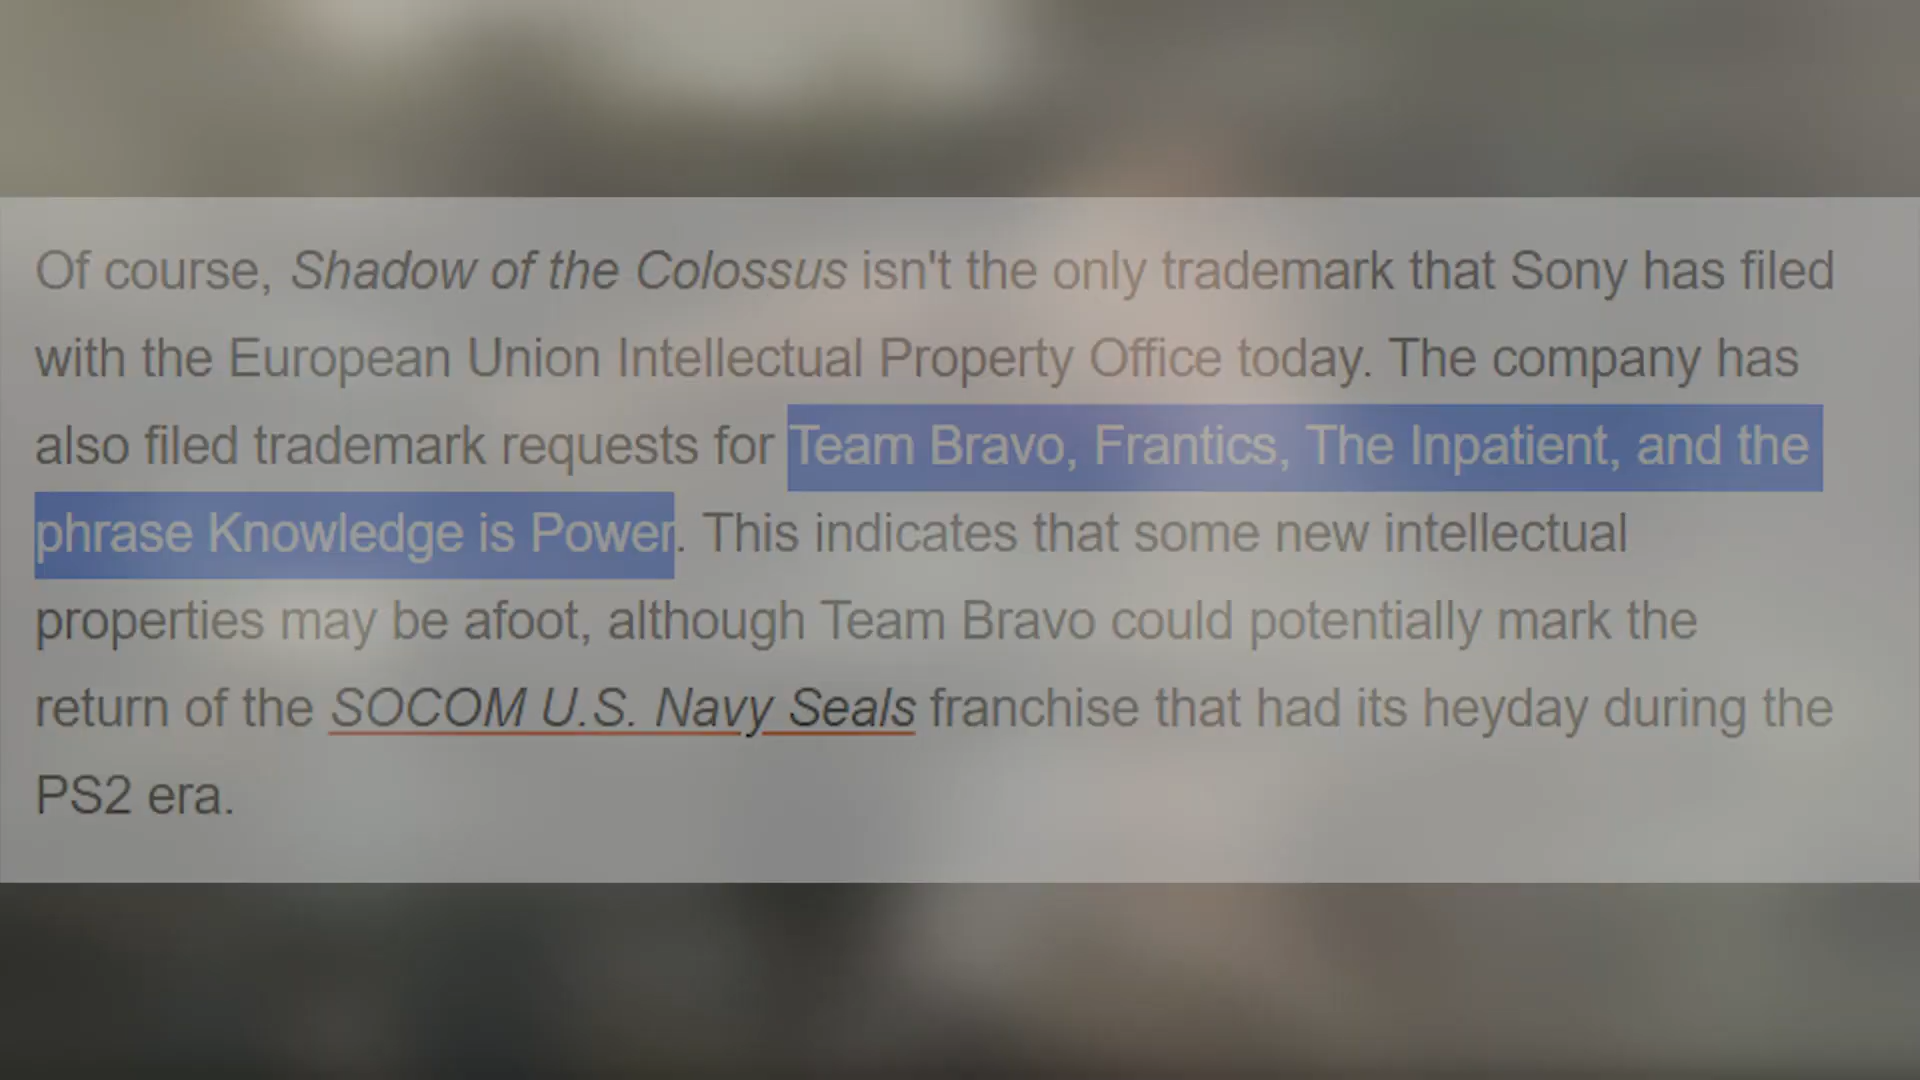 Of course, Shadow of the Colossus isn't the only trademark that Sony has filed
with the European Union Intellectual Property Office today. The company has
also filed trademark requests for Team Bravo, Frantics, The Inpatient, and the
phrase Knowledge is Power. This indicates that some new intellectual
properties may be afoot, although Team Bravo could potentially mark the
return of the SOCOM U.S. Navy Seals franchise that had its heyday during the
PS2 era.